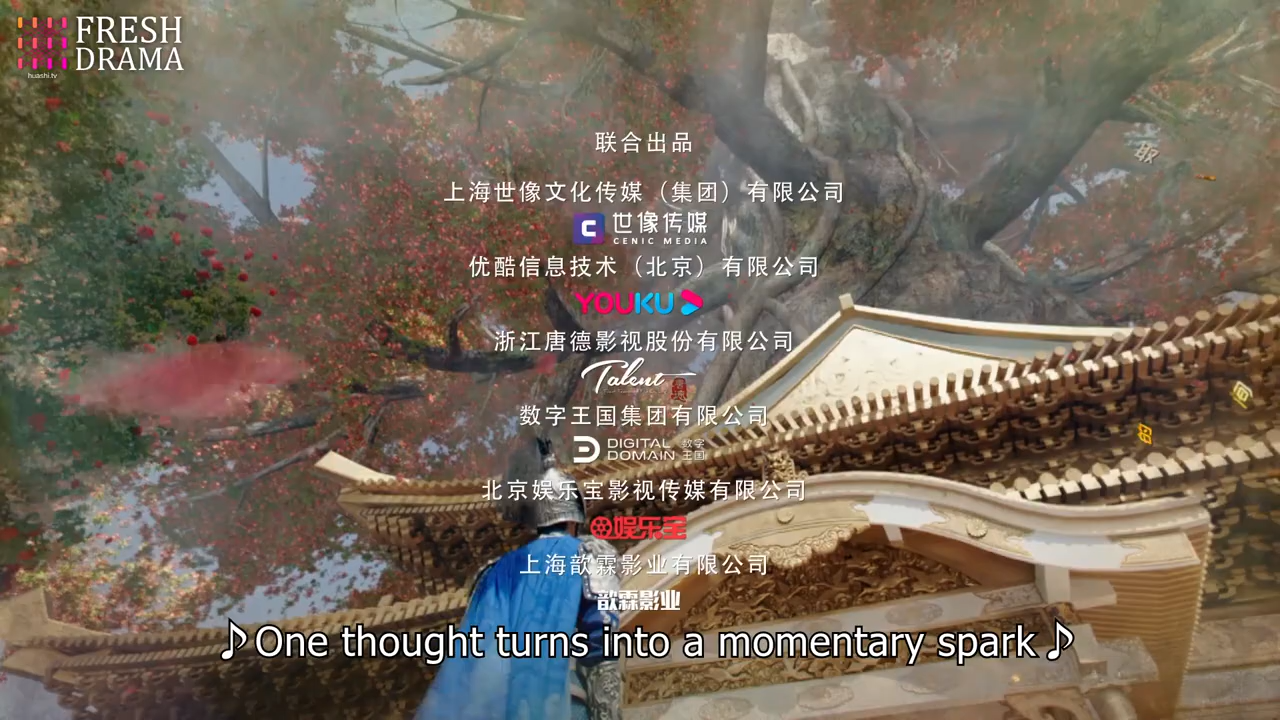 FRESH
DRAMA
huashi.tv
联合出品
取
上海世像文化传媒（集团）有限公司
C 世像传媒
CENIC MEDIA
优酷信息技术（北京）有限公司
YOUKU
浙江唐德影视股份有限公司
Talent
唐德
数字王国集团有限公司
DIGITAL 数字
DOMAIN 王国
北京娱乐宝影视传媒有限公司
娱乐宝
上海歆霖影业有限公司
歆霖影业
♪One thought turns into a momentary spark♪